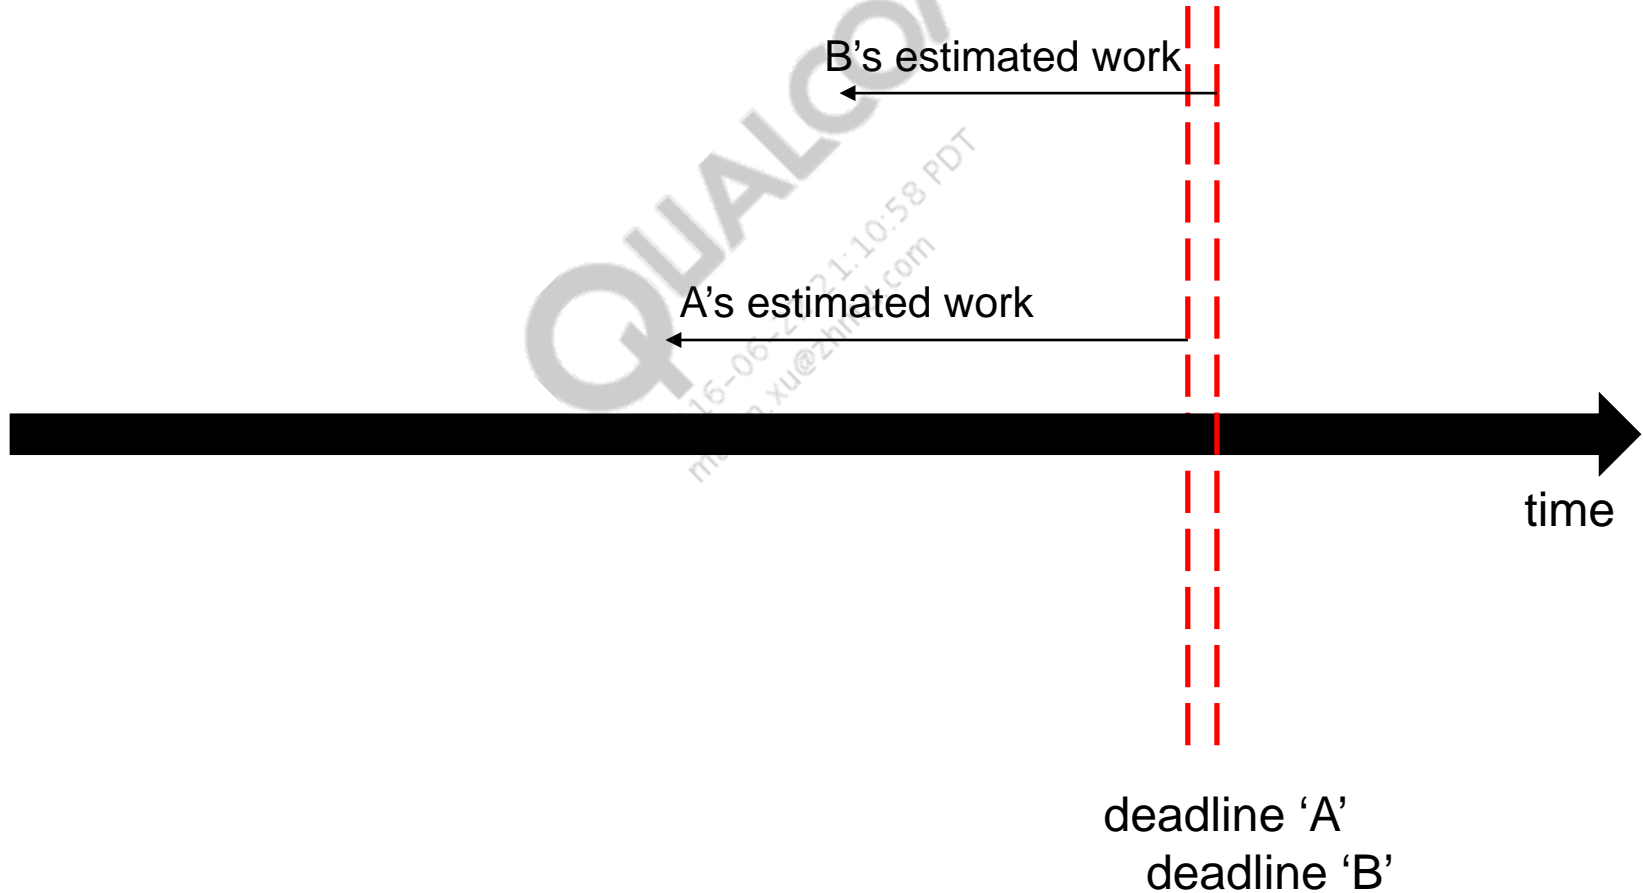 B’s estimated work
A’s estimated work
time
deadline ‘A’
deadline ‘B’